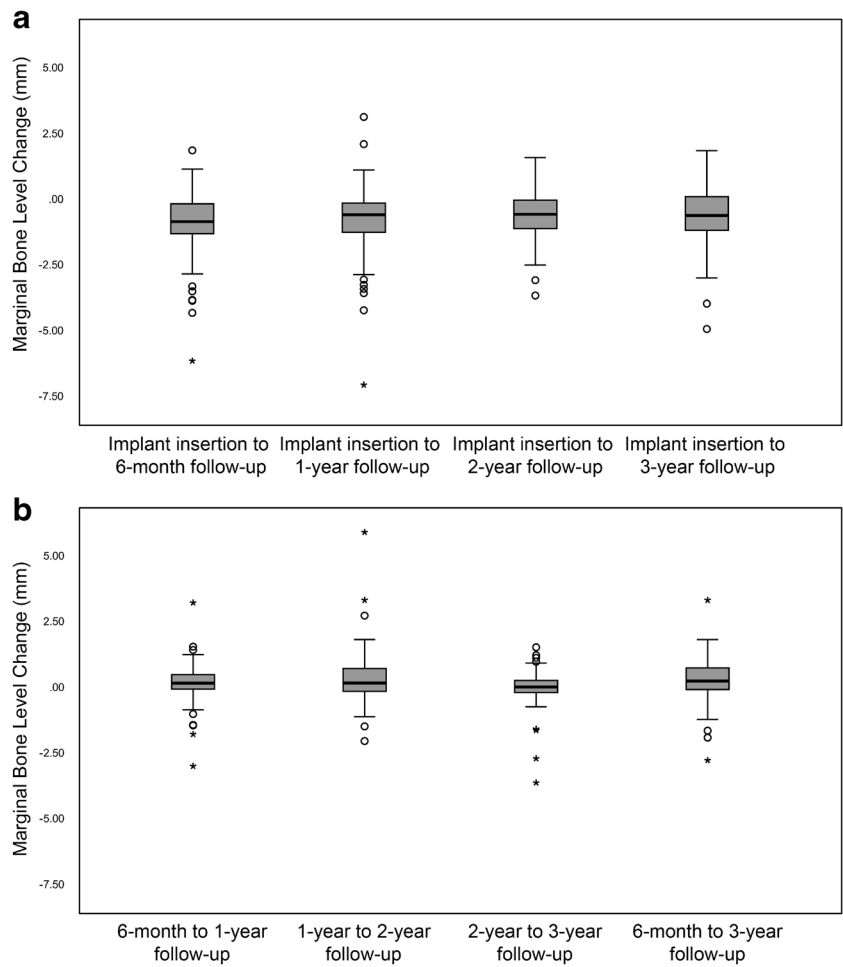 a
Marginal Bone Level Change (mm)
5.00
2.50
.00
-2.50
-5.00
-7.50
Implant insertion to
6-month follow-up
Implant insertion to
1-year follow-up
Implant insertion to
2-year follow-up
Implant insertion to
3-year follow-up
b
Marginal Bone Level Change (mm)
5.00
2.50
.00
-2.50
-5.00
-7.50
6-month to 1-year
follow-up
1-year to 2-year
follow-up
2-year to 3-year
follow-up
6-month to 3-year
follow-up